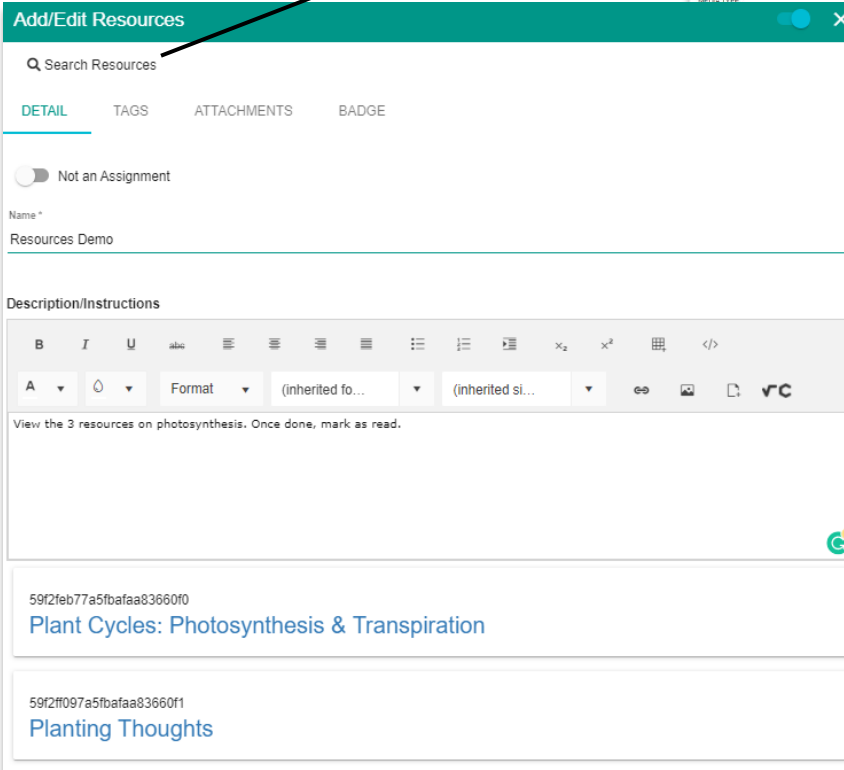 Add/Edit Resources
Search Resources
DETAIL TAGS ATTACHMENTS BADGE
Not an Assignment
Name *
Resources Demo
Description/Instructions
B I U abc x₂ x² </>
A Format (inherited fo... (inherited si... √C
View the 3 resources on photosynthesis. Once done, mark as read.
59f2feb77a5fbafaa83660f0
Plant Cycles: Photosynthesis & Transpiration
59f2ff097a5fbafaa83660f1
Planting Thoughts